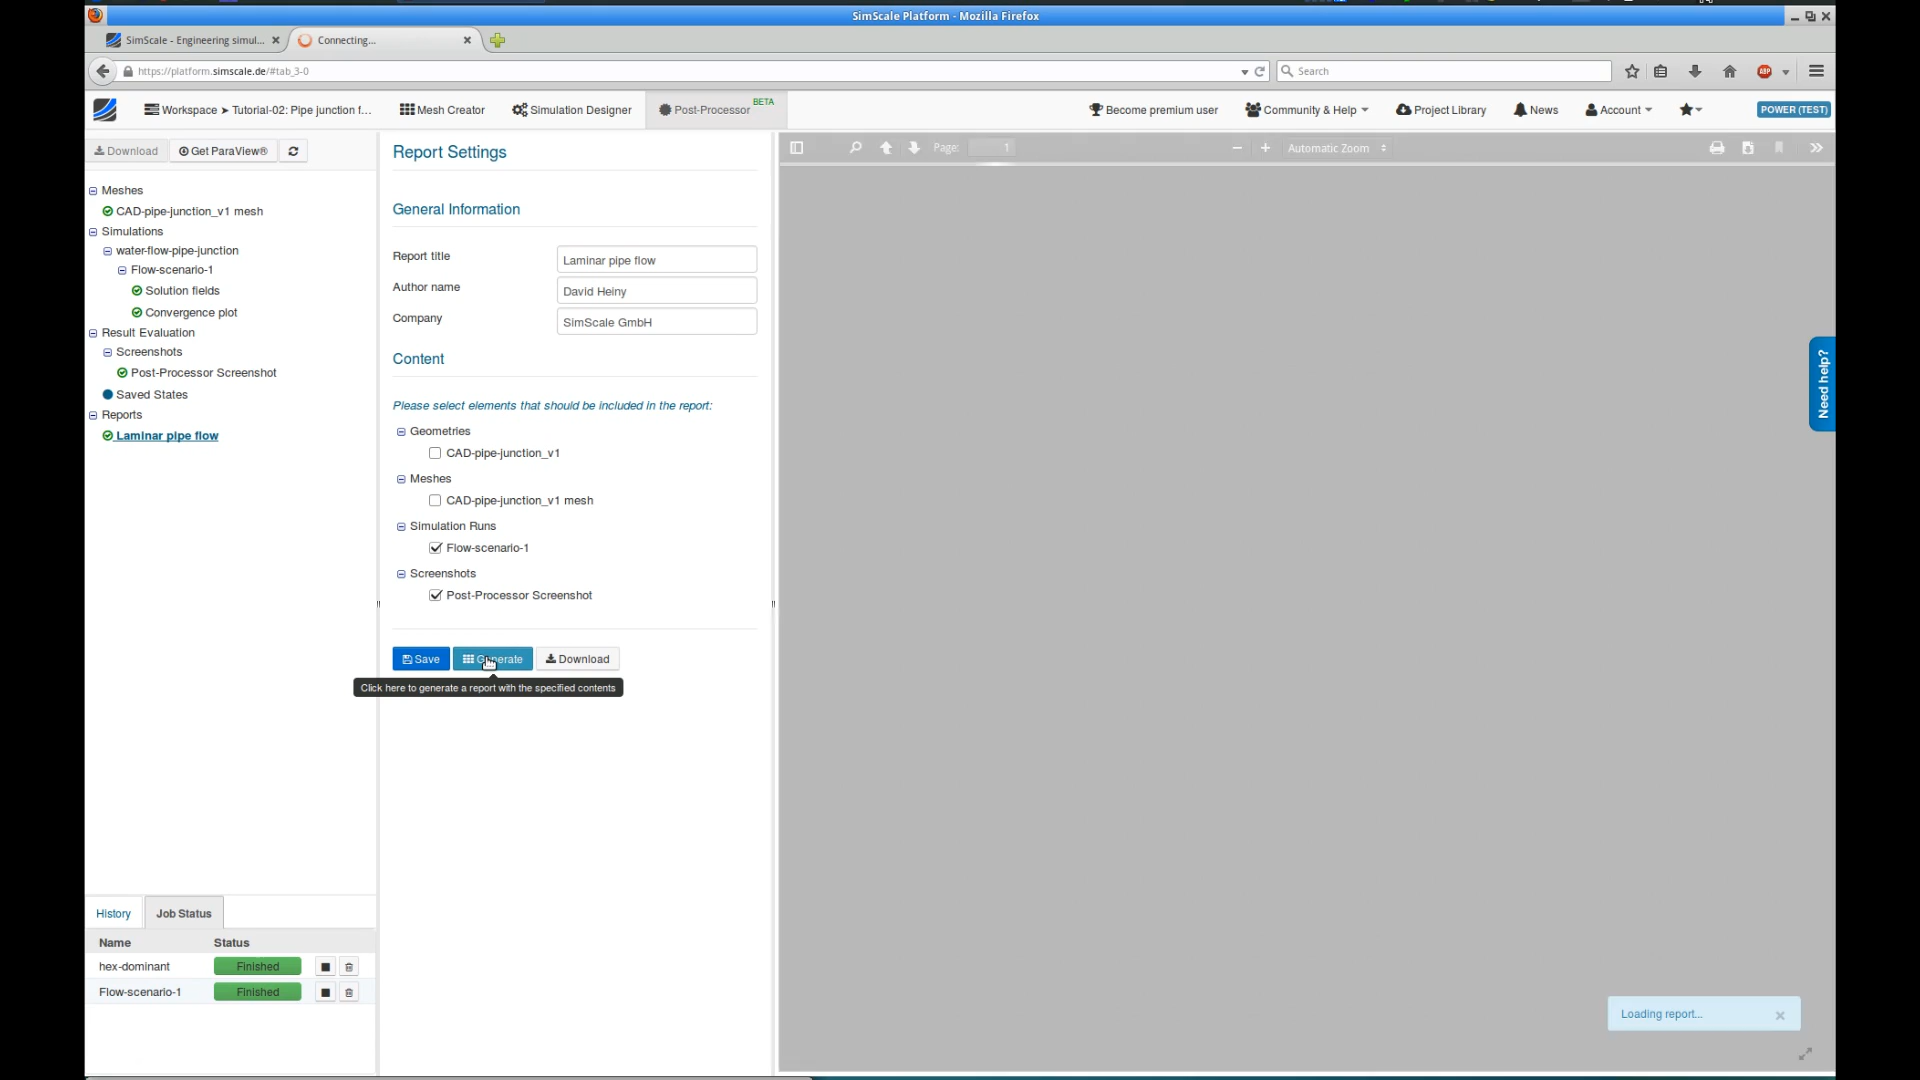 SimScale Platform - Mozilla Firefox
SimScale - Engineering simul...
Connecting...
https://platform.simscale.de/#tab_3-0
Search
ABP
Workspace ➤ Tutorial-02: Pipe junction f...
Mesh Creator
Simulation Designer
Post-Processor BETA
Become premium user
Community & Help
Project Library
News
Account
POWER (TEST)
Download
Get ParaView®
Meshes
CAD-pipe-junction_v1 mesh
Simulations
water-flow-pipe-junction
Flow-scenario-1
Solution fields
Convergence plot
Result Evaluation
Screenshots
Post-Processor Screenshot
Saved States
Reports
Laminar pipe flow
Report Settings
General Information
Report title
Laminar pipe flow
Author name
David Heiny
Company
SimScale GmbH
Content
Please select elements that should be included in the report:
Geometries
CAD-pipe-junction_v1
Meshes
CAD-pipe-junction_v1 mesh
Simulation Runs
Flow-scenario-1
Screenshots
Post-Processor Screenshot
Save
Generate
Download
Click here to generate a report with the specified contents
Page: 1
Automatic Zoom
Need help?
History
Job Status
Name Status
hex-dominant Finished
Flow-scenario-1 Finished
Loading report...